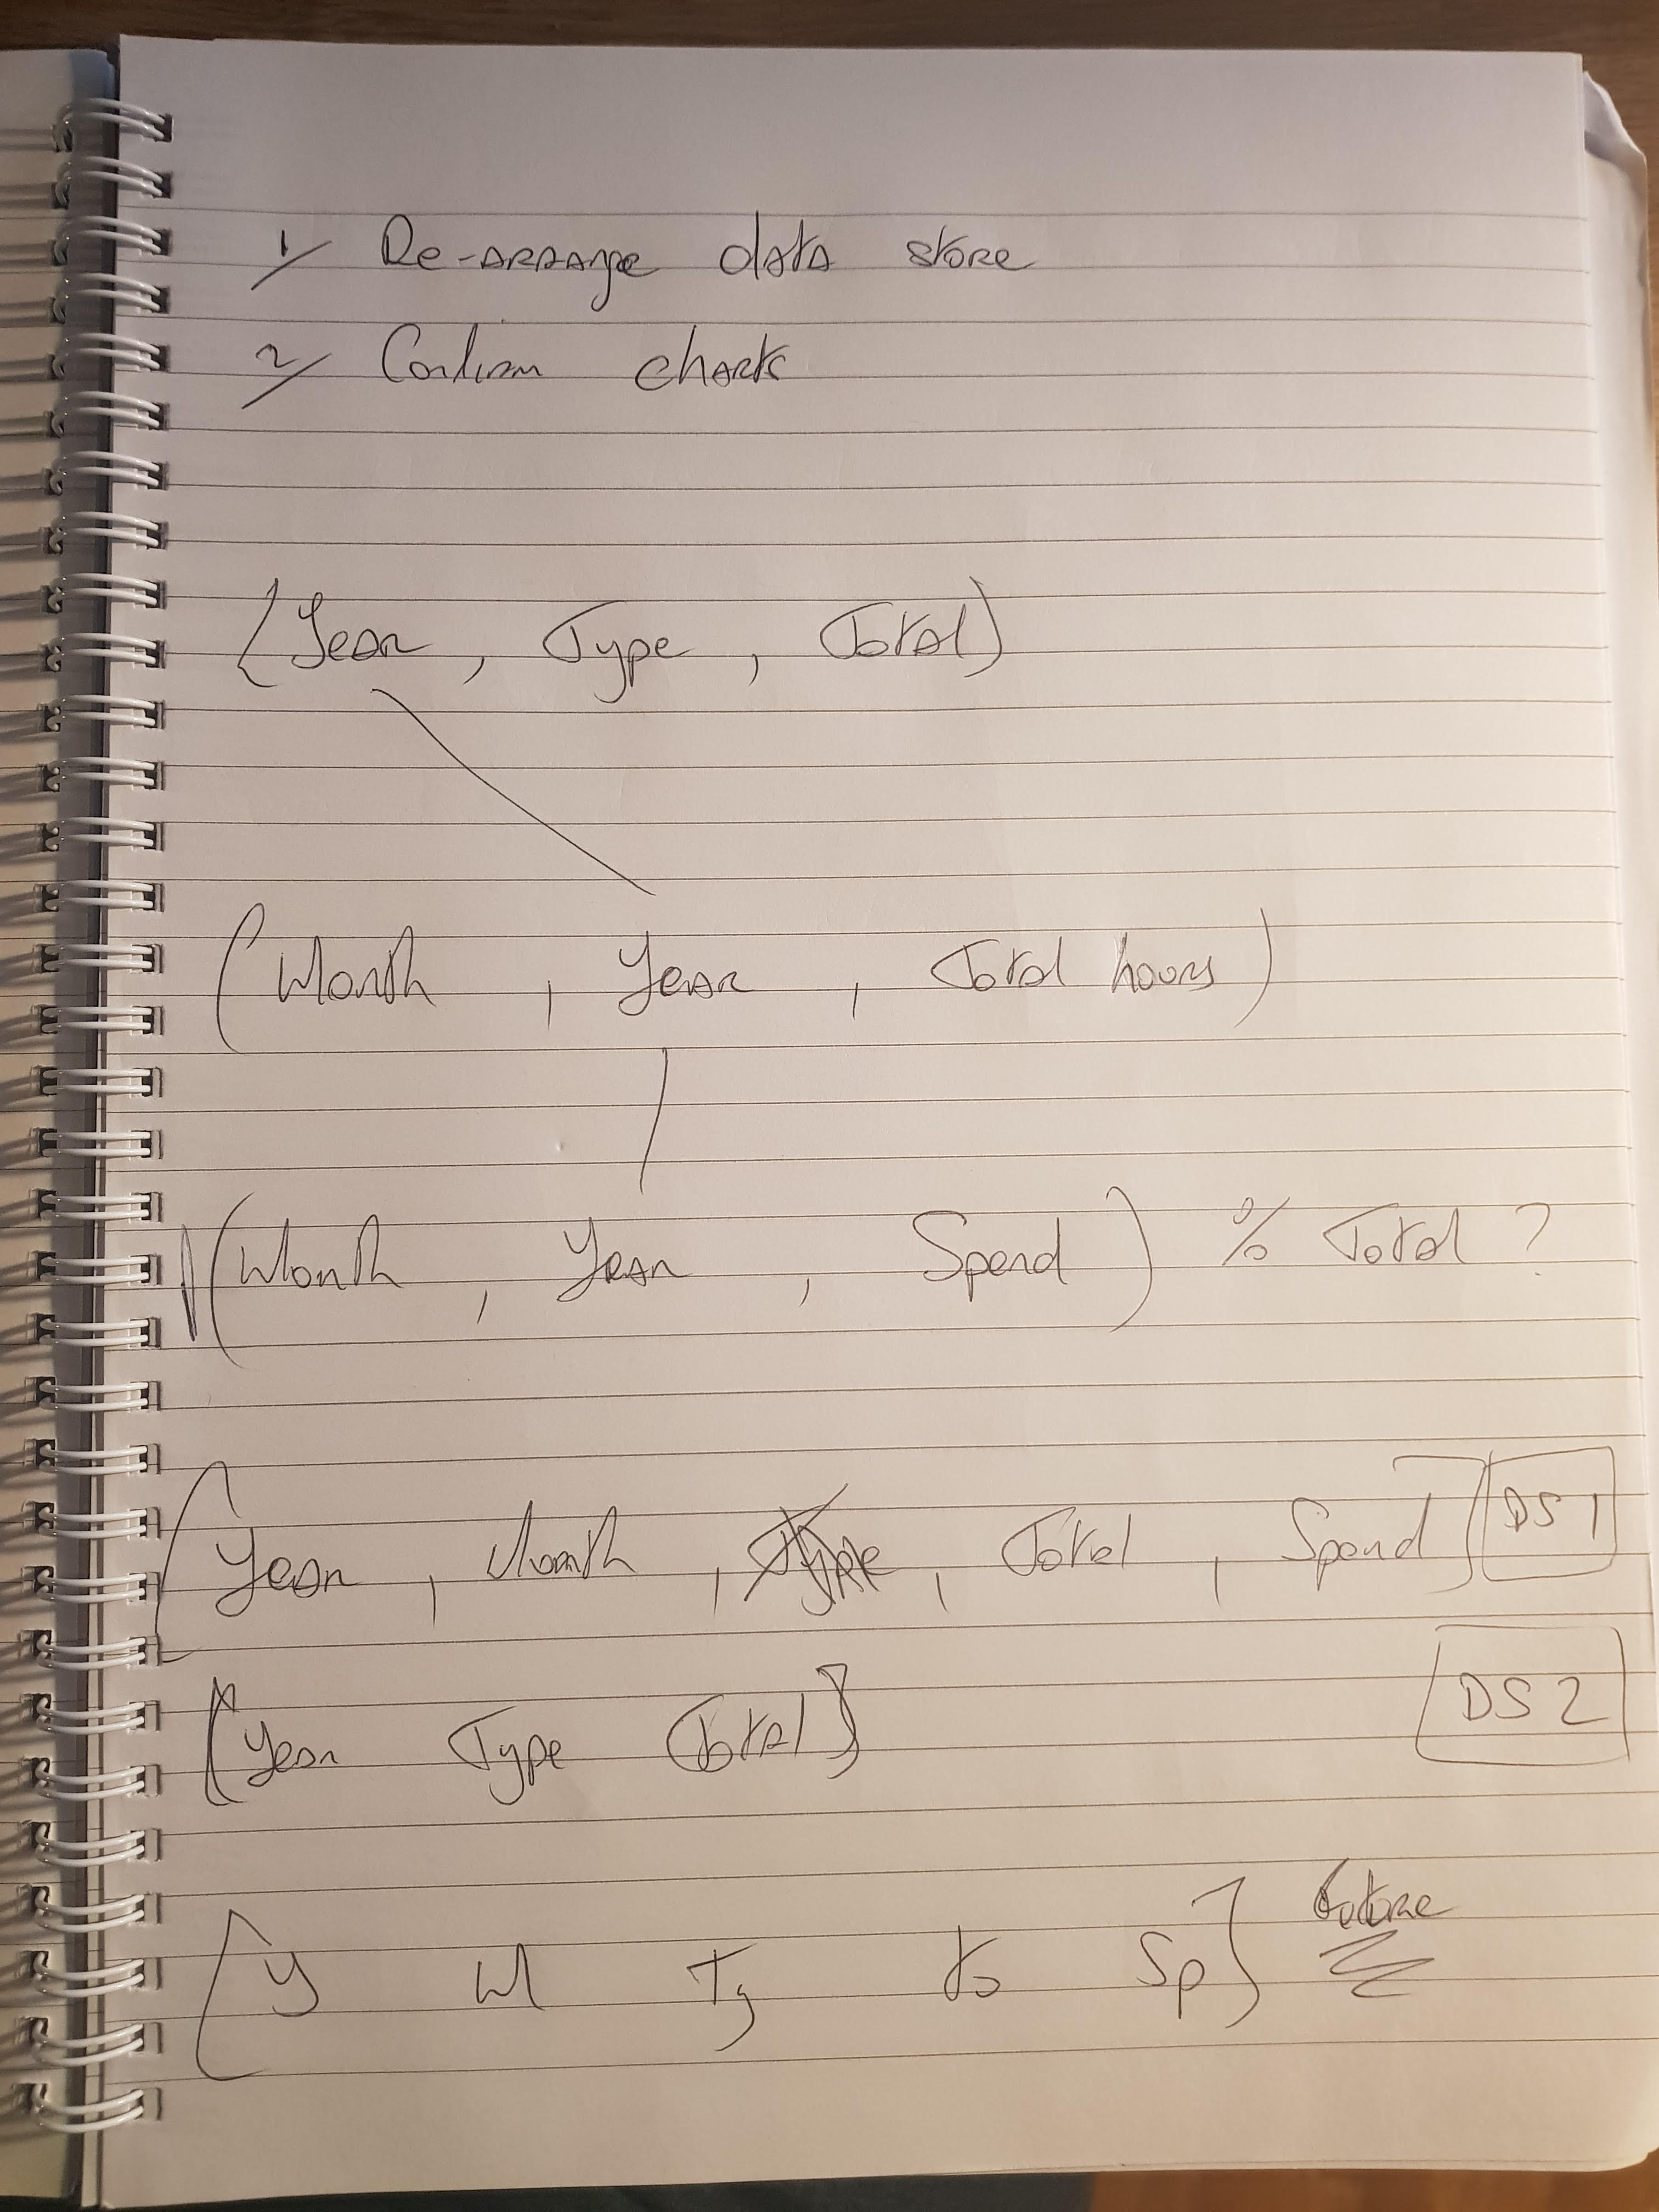 1/ Re-arrange data store
2/ Confirm charts
(Year, Type, Total)
(Month, Year, Total hours)
(Month, Year, Spend) % Total ?
[Year, Month, Type, Total, Spend] DS 1
[Year Type Total] DS 2
[Y M Ty to Sp] future